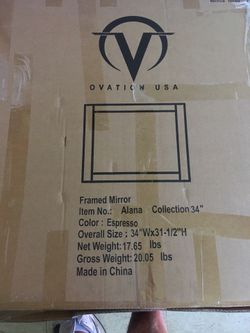 OVATION USA
Framed Mirror
Item No.: Alana Collection 34"
Color : Espresso
Overall Size : 34"Wx31-1/2"H
Net Weight: 17.65 lbs
Gross Weight: 20.05 lbs
Made in China